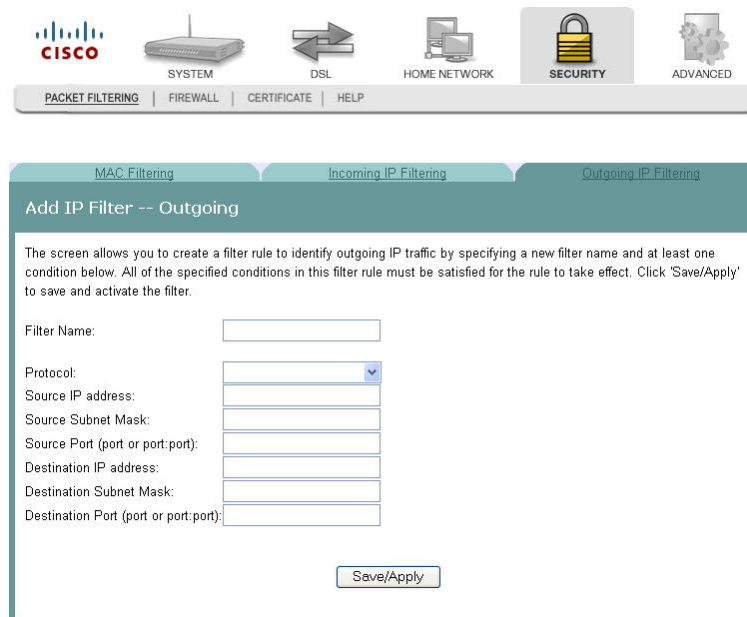 CISCO
SYSTEM
DSL
HOME NETWORK
SECURITY
ADVANCED
PACKET FILTERING | FIREWALL | CERTIFICATE | HELP
MAC Filtering
Incoming IP Filtering
Outgoing IP Filtering
Add IP Filter -- Outgoing
The screen allows you to create a filter rule to identify outgoing IP traffic by specifying a new filter name and at least one
condition below. All of the specified conditions in this filter rule must be satisfied for the rule to take effect. Click 'Save/Apply'
to save and activate the filter.
Filter Name:
Protocol:
Source IP address:
Source Subnet Mask:
Source Port (port or port:port):
Destination IP address:
Destination Subnet Mask:
Destination Port (port or port:port):
Save/Apply